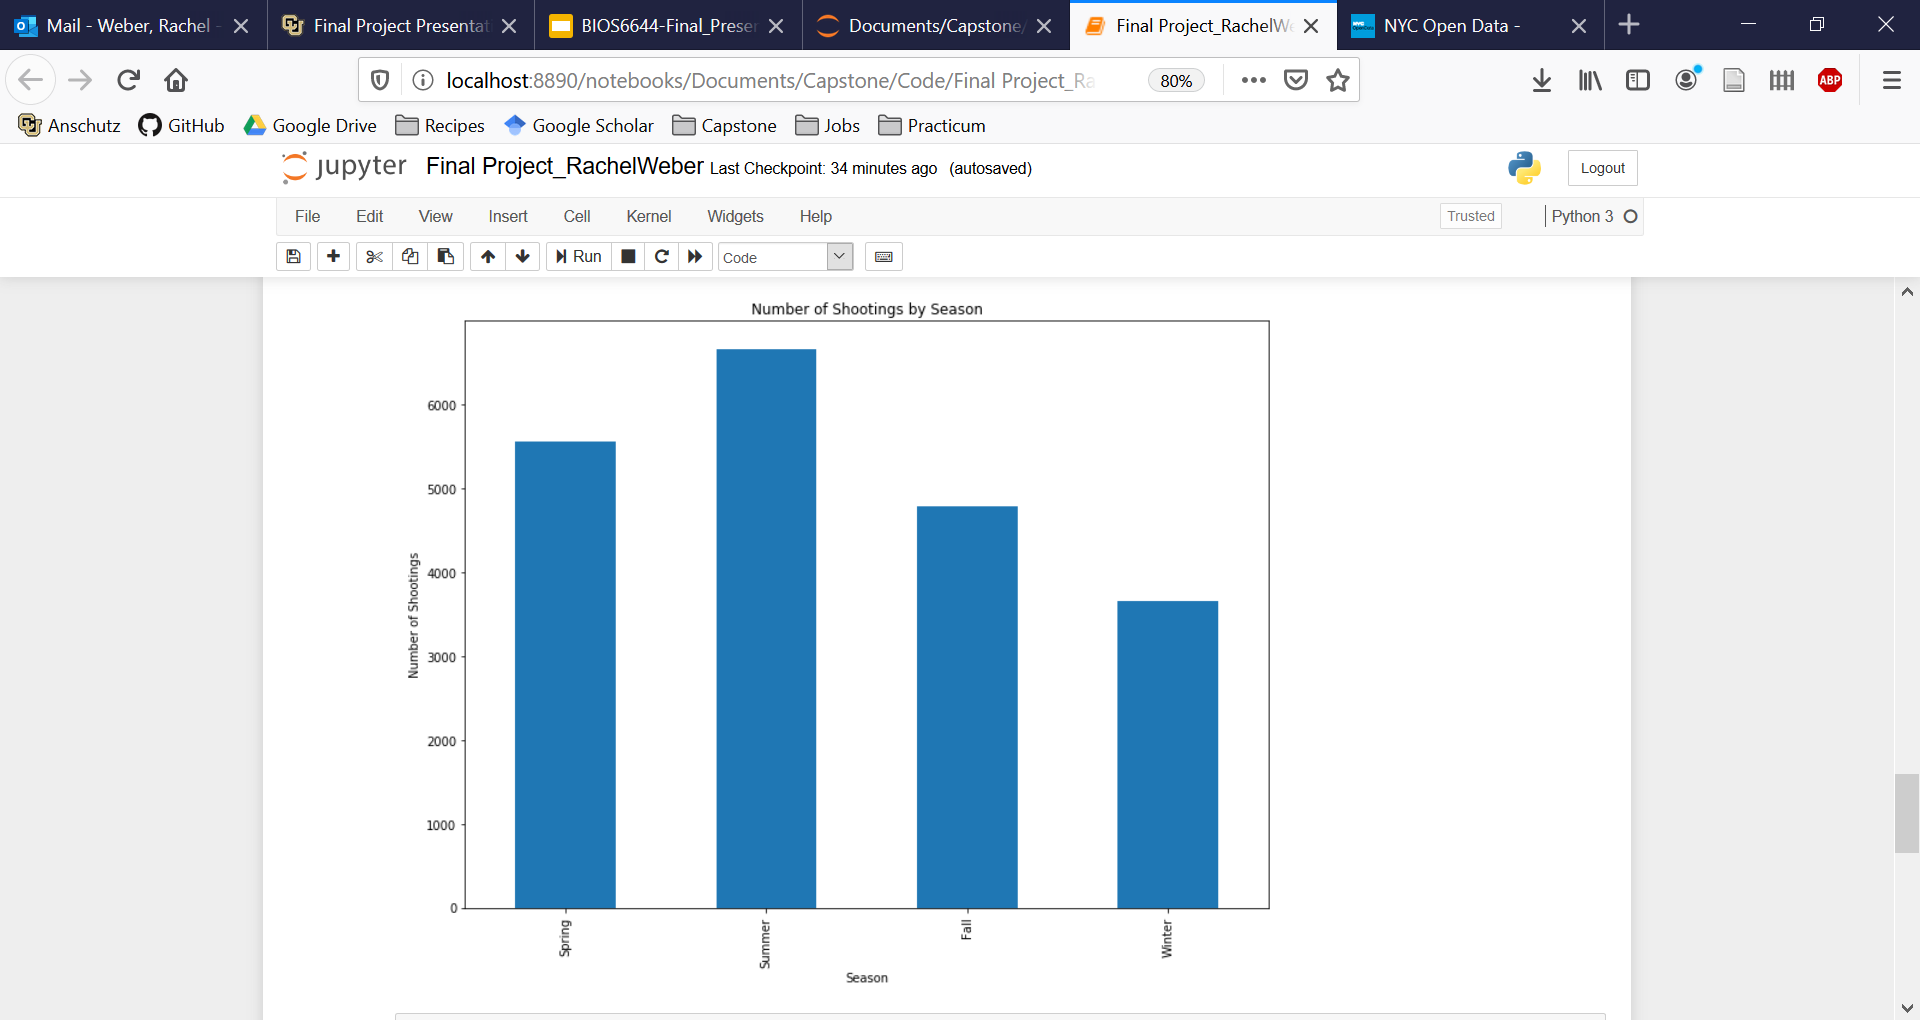 Mail - Weber, Rachel -
Final Project Presentat
BIOS6644-Final_Preser
Documents/Capstone/
Final Project_RachelWe
NYC Open Data -
localhost:8890/notebooks/Documents/Capstone/Code/Final Project_Ra
80%
ABP
Anschutz
GitHub
Google Drive
Recipes
Google Scholar
Capstone
Jobs
Practicum
jupyter
Final Project_RachelWeber
Last Checkpoint: 34 minutes ago (autosaved)
Logout
File
Edit
View
Insert
Cell
Kernel
Widgets
Help
Trusted
Python 3
Run
Code
Number of Shootings by Season
6000
5000
4000
3000
2000
1000
0
Number of Shootings
Spring
Summer
Fall
Winter
Season